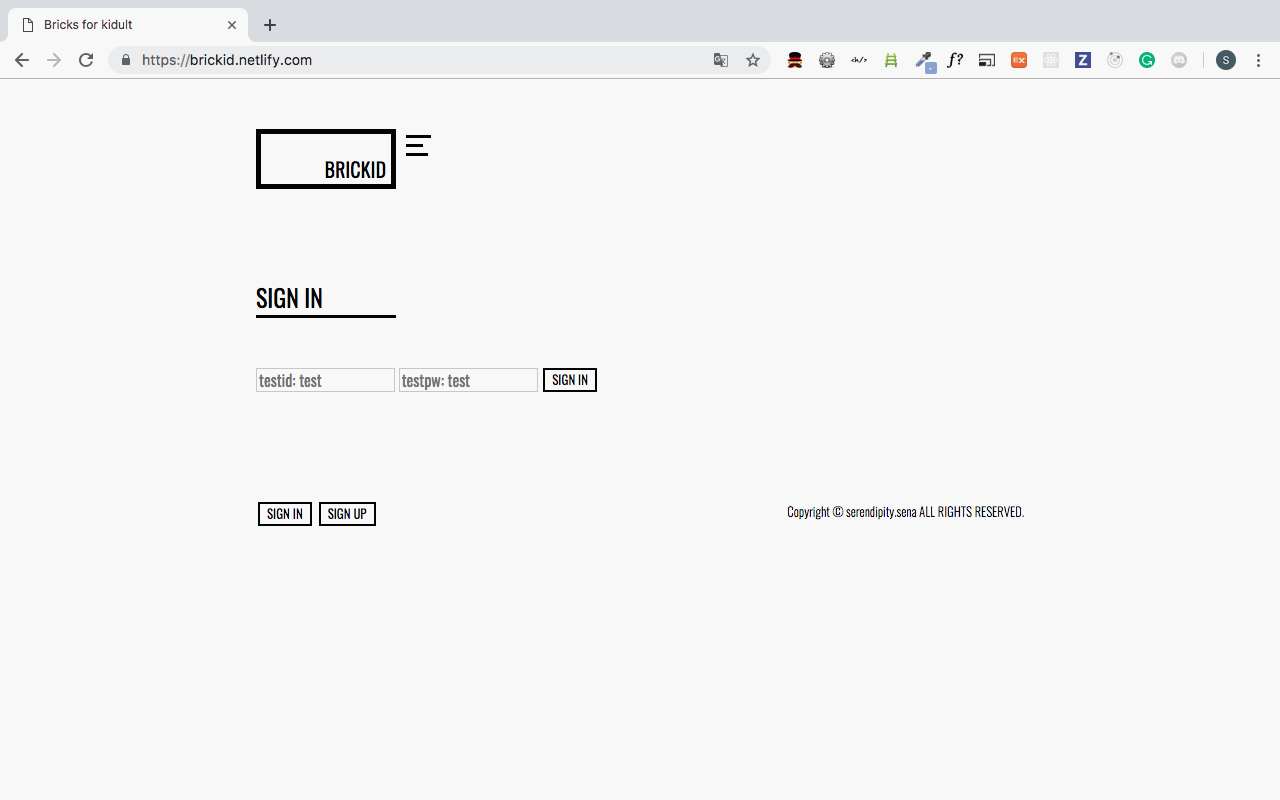 Bricks for kidult
https://brickid.netlify.com
</h> f? EX Z G S
BRICKID
SIGN IN
testid: test testpw: test SIGN IN
SIGN IN SIGN UP Copyright © serendipity.sena ALL RIGHTS RESERVED.